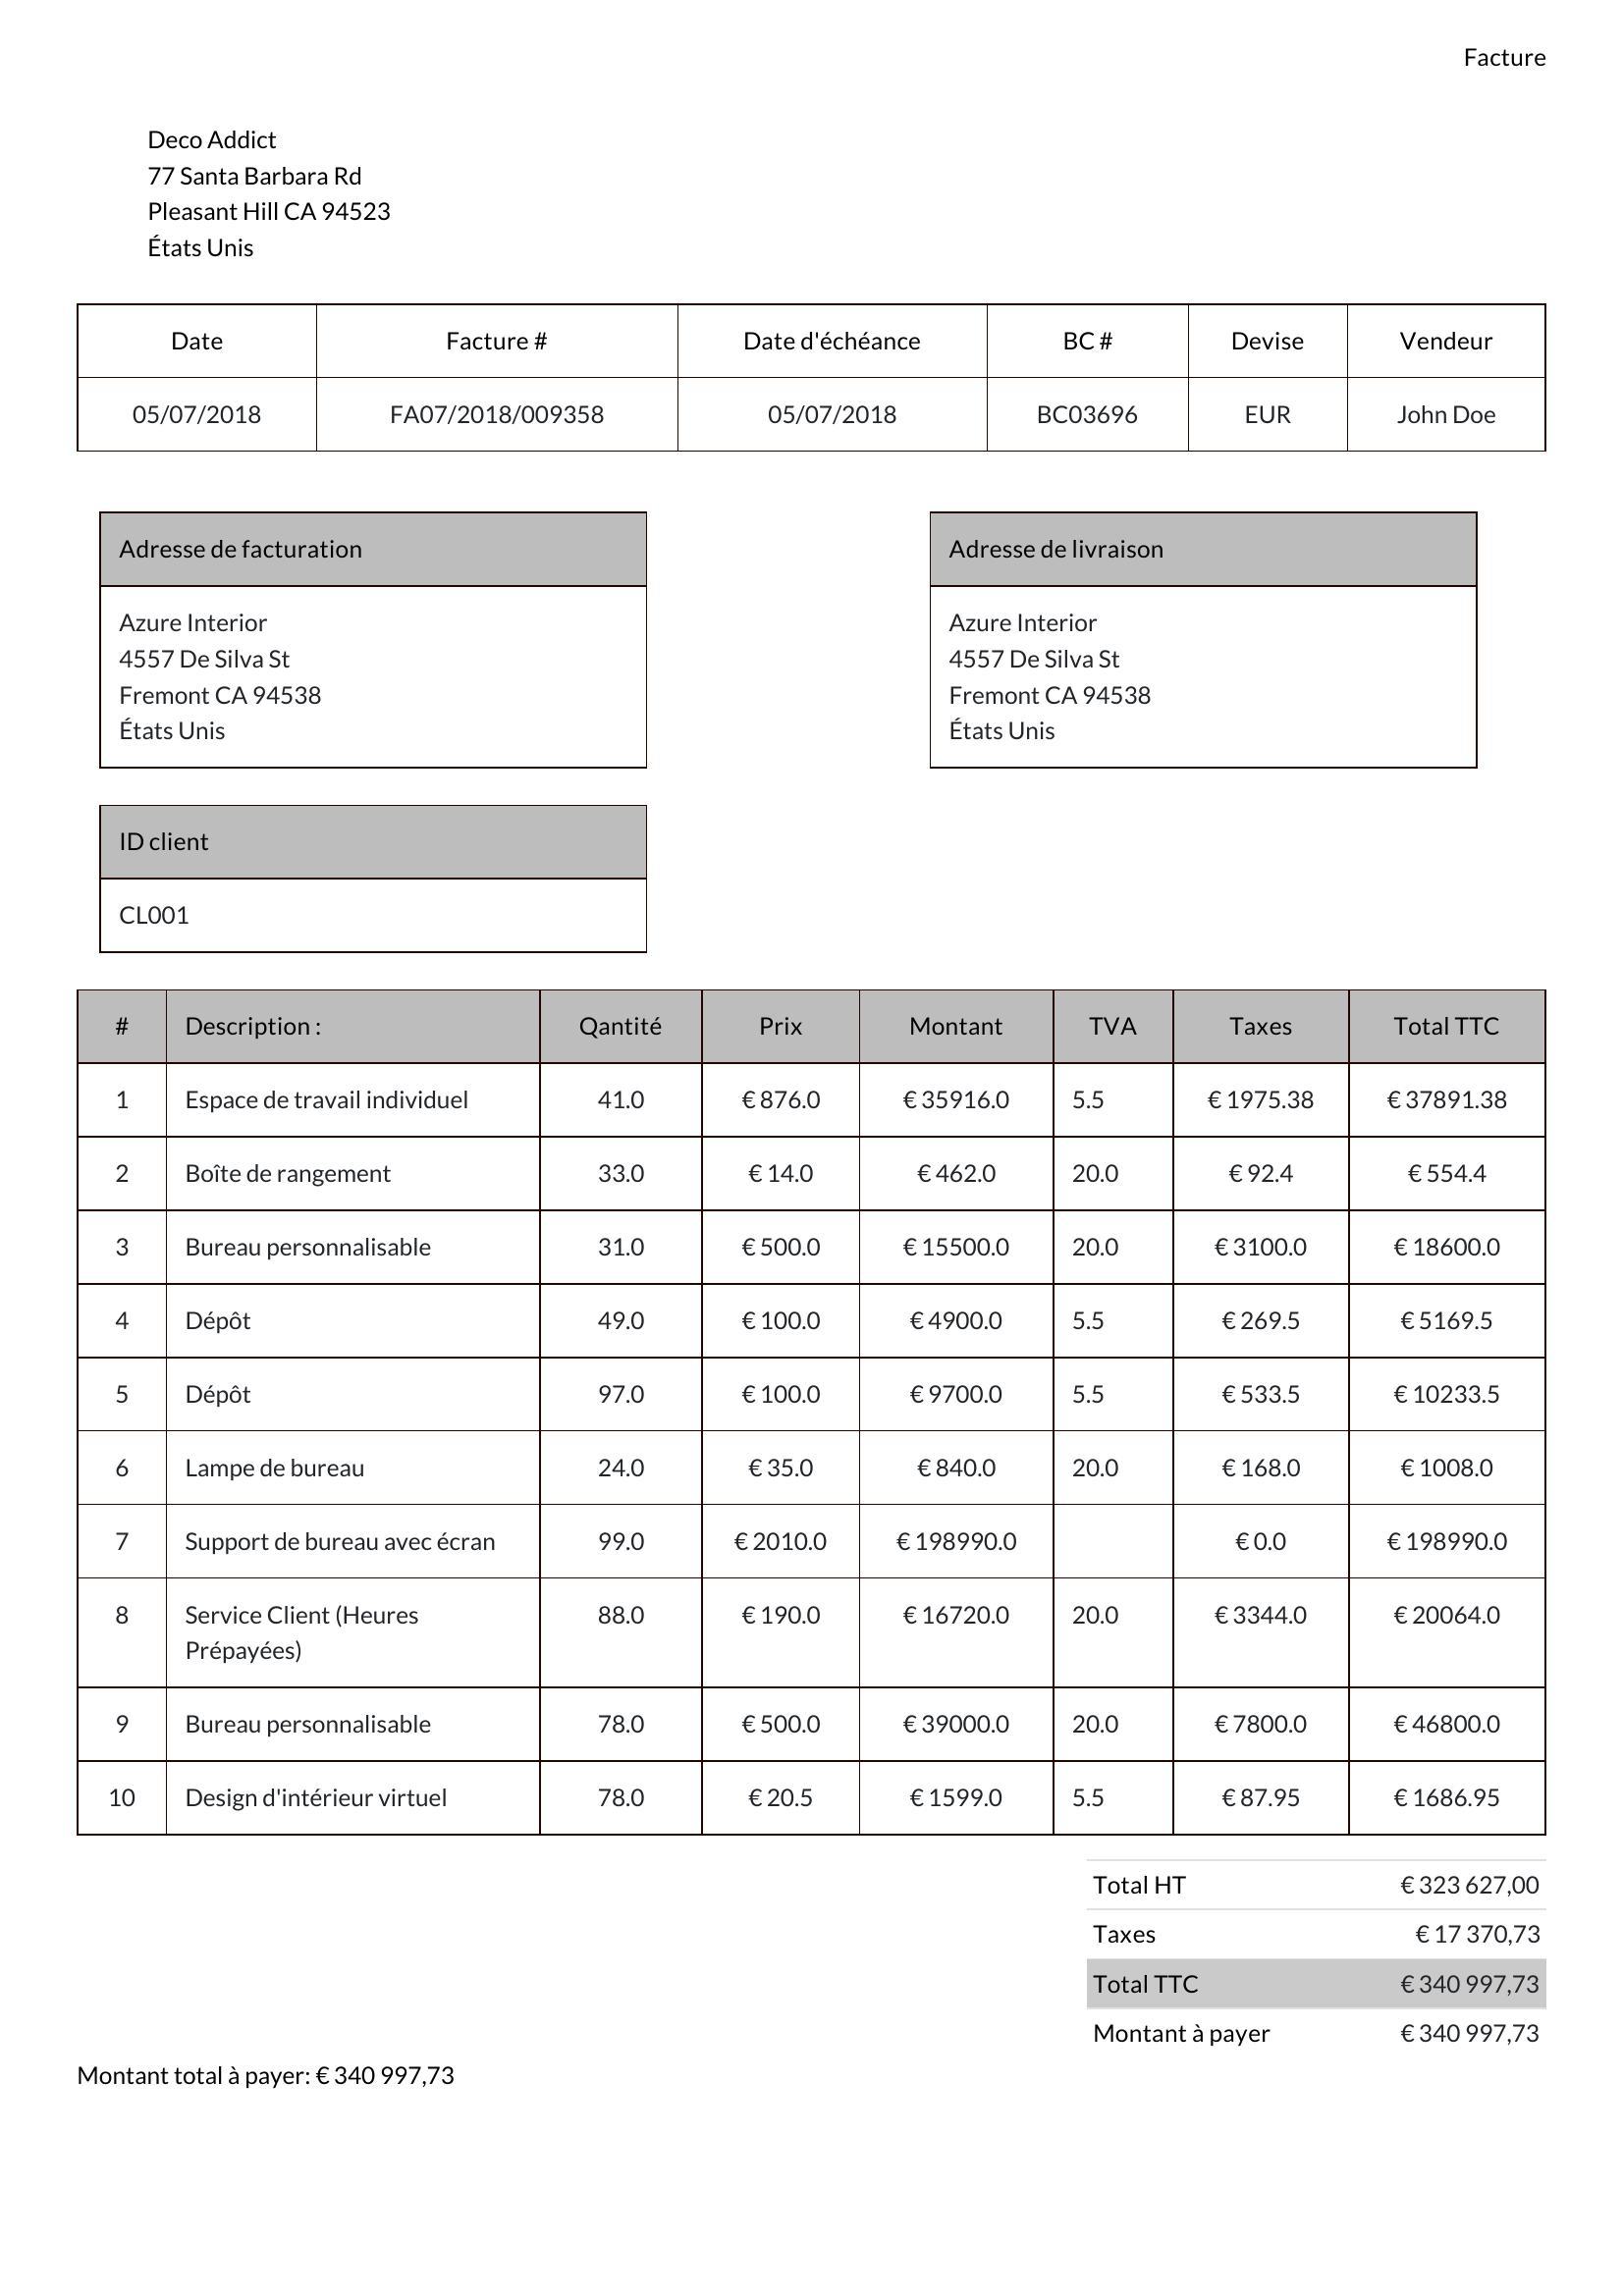 Facture
Deco Addict
77 Santa Barbara Rd
Pleasant Hill CA 94523
États Unis
Date Facture # Date d'échéance BC # Devise Vendeur
05/07/2018 FA07/2018/009358 05/07/2018 BC03696 EUR John Doe
Adresse de facturation
Azure Interior
4557 De Silva St
Fremont CA 94538
États Unis
Adresse de livraison
Azure Interior
4557 De Silva St
Fremont CA 94538
États Unis
ID client
CL001
# Description : Qantité Prix Montant TVA Taxes Total TTC
1 Espace de travail individuel 41.0 € 876.0 € 35916.0 5.5 € 1975.38 € 37891.38
2 Boîte de rangement 33.0 € 14.0 € 462.0 20.0 € 92.4 € 554.4
3 Bureau personnalisable 31.0 € 500.0 € 15500.0 20.0 € 3100.0 € 18600.0
4 Dépôt 49.0 € 100.0 € 4900.0 5.5 € 269.5 € 5169.5
5 Dépôt 97.0 € 100.0 € 9700.0 5.5 € 533.5 € 10233.5
6 Lampe de bureau 24.0 € 35.0 € 840.0 20.0 € 168.0 € 1008.0
7 Support de bureau avec écran 99.0 € 2010.0 € 198990.0 € 0.0 € 198990.0
8 Service Client (Heures 88.0 € 190.0 € 16720.0 20.0 € 3344.0 € 20064.0
Prépayées)
9 Bureau personnalisable 78.0 € 500.0 € 39000.0 20.0 € 7800.0 € 46800.0
10 Design d'intérieur virtuel 78.0 € 20.5 € 1599.0 5.5 € 87.95 € 1686.95
Total HT € 323 627,00
Taxes € 17 370,73
Total TTC € 340 997,73
Montant à payer € 340 997,73
Montant total à payer: € 340 997,73